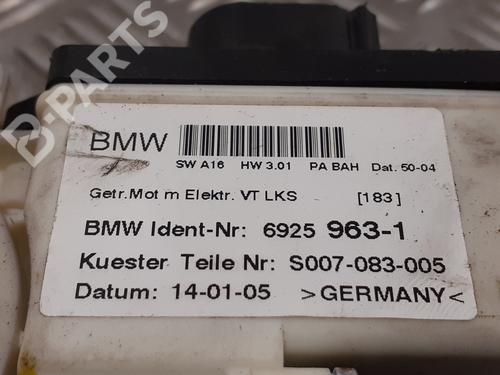 B-PARTS
BMW
SW A16 HW 3.01 PA BAH Dat. 50-04
Getr.Mot m Elektr. VT LKS [183]
BMW Ident-Nr: 6925 963-1
Kuester Teile Nr: S007-083-005
Datum: 14-01-05 >GERMANY<
B-PARTS